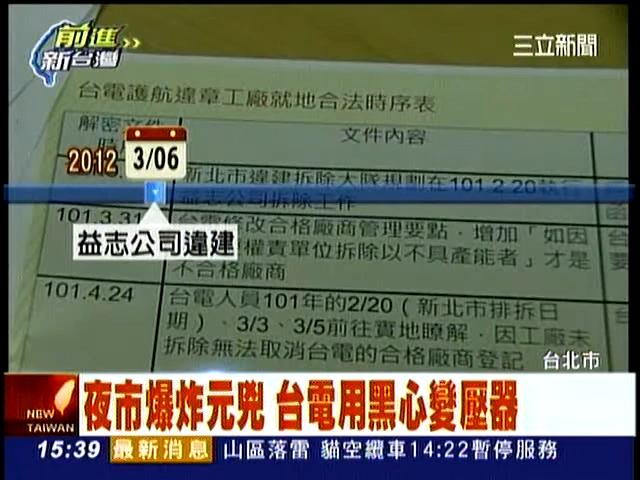 前進
新台灣
三立新聞
台電護航違章工廠就地合法時序表
解密文件
文件內容
2012
3/06
新北市違建拆除大隊規劃在101.2.20執行
益志公司拆除工作
101.3.31
台電修改合格廠商管理要點，增加「如因
權責單位拆除以不具產能者」才是
不合格廠商
益志公司違建
101.4.24
台電人員101年的2/20（新北市排拆日
期）、3/3、3/5前往實地瞭解，因工廠未
拆除無法取消台電的合格廠商登記
台北市
NEW
TAIWAN
夜市爆炸元兇 台電用黑心變壓器
15:39
最新消息
山區落雷 貓空纜車14:22暫停服務